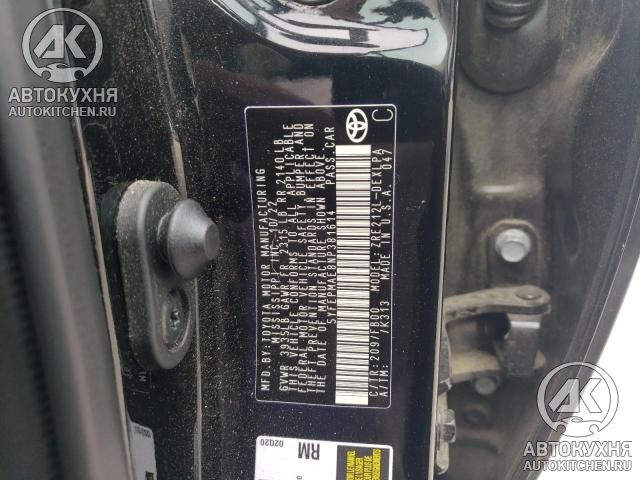 АВТОКУХНЯ
AUTOKITCHEN.RU
MFD.BY:TOYOTA MOTOR MANUFACTURING
MISSISSIPPI, INC. 10/22
GVWR 3935LB GAWR FR 2315 LB RR 2140 LB
THIS VEHICLE CONFORMS TO ALL APPLICABLE
FEDERAL MOTOR VEHICLE SAFETY, BUMPER AND
THEFT PREVENTION STANDARDS IN EFFECT ON
THE DATE OF MANUFACTURE SHOWN ABOVE.
5YFEPMAE8NP381614 PASS.CAR
C/TR:209/FB00 MODEL:ZRE212L-DEXLPA
A/TM: /K313 MADE IN U.S.A. 047
C
RM
02Q20
АВТОКУХНЯ
AUTOKITCHEN.RU